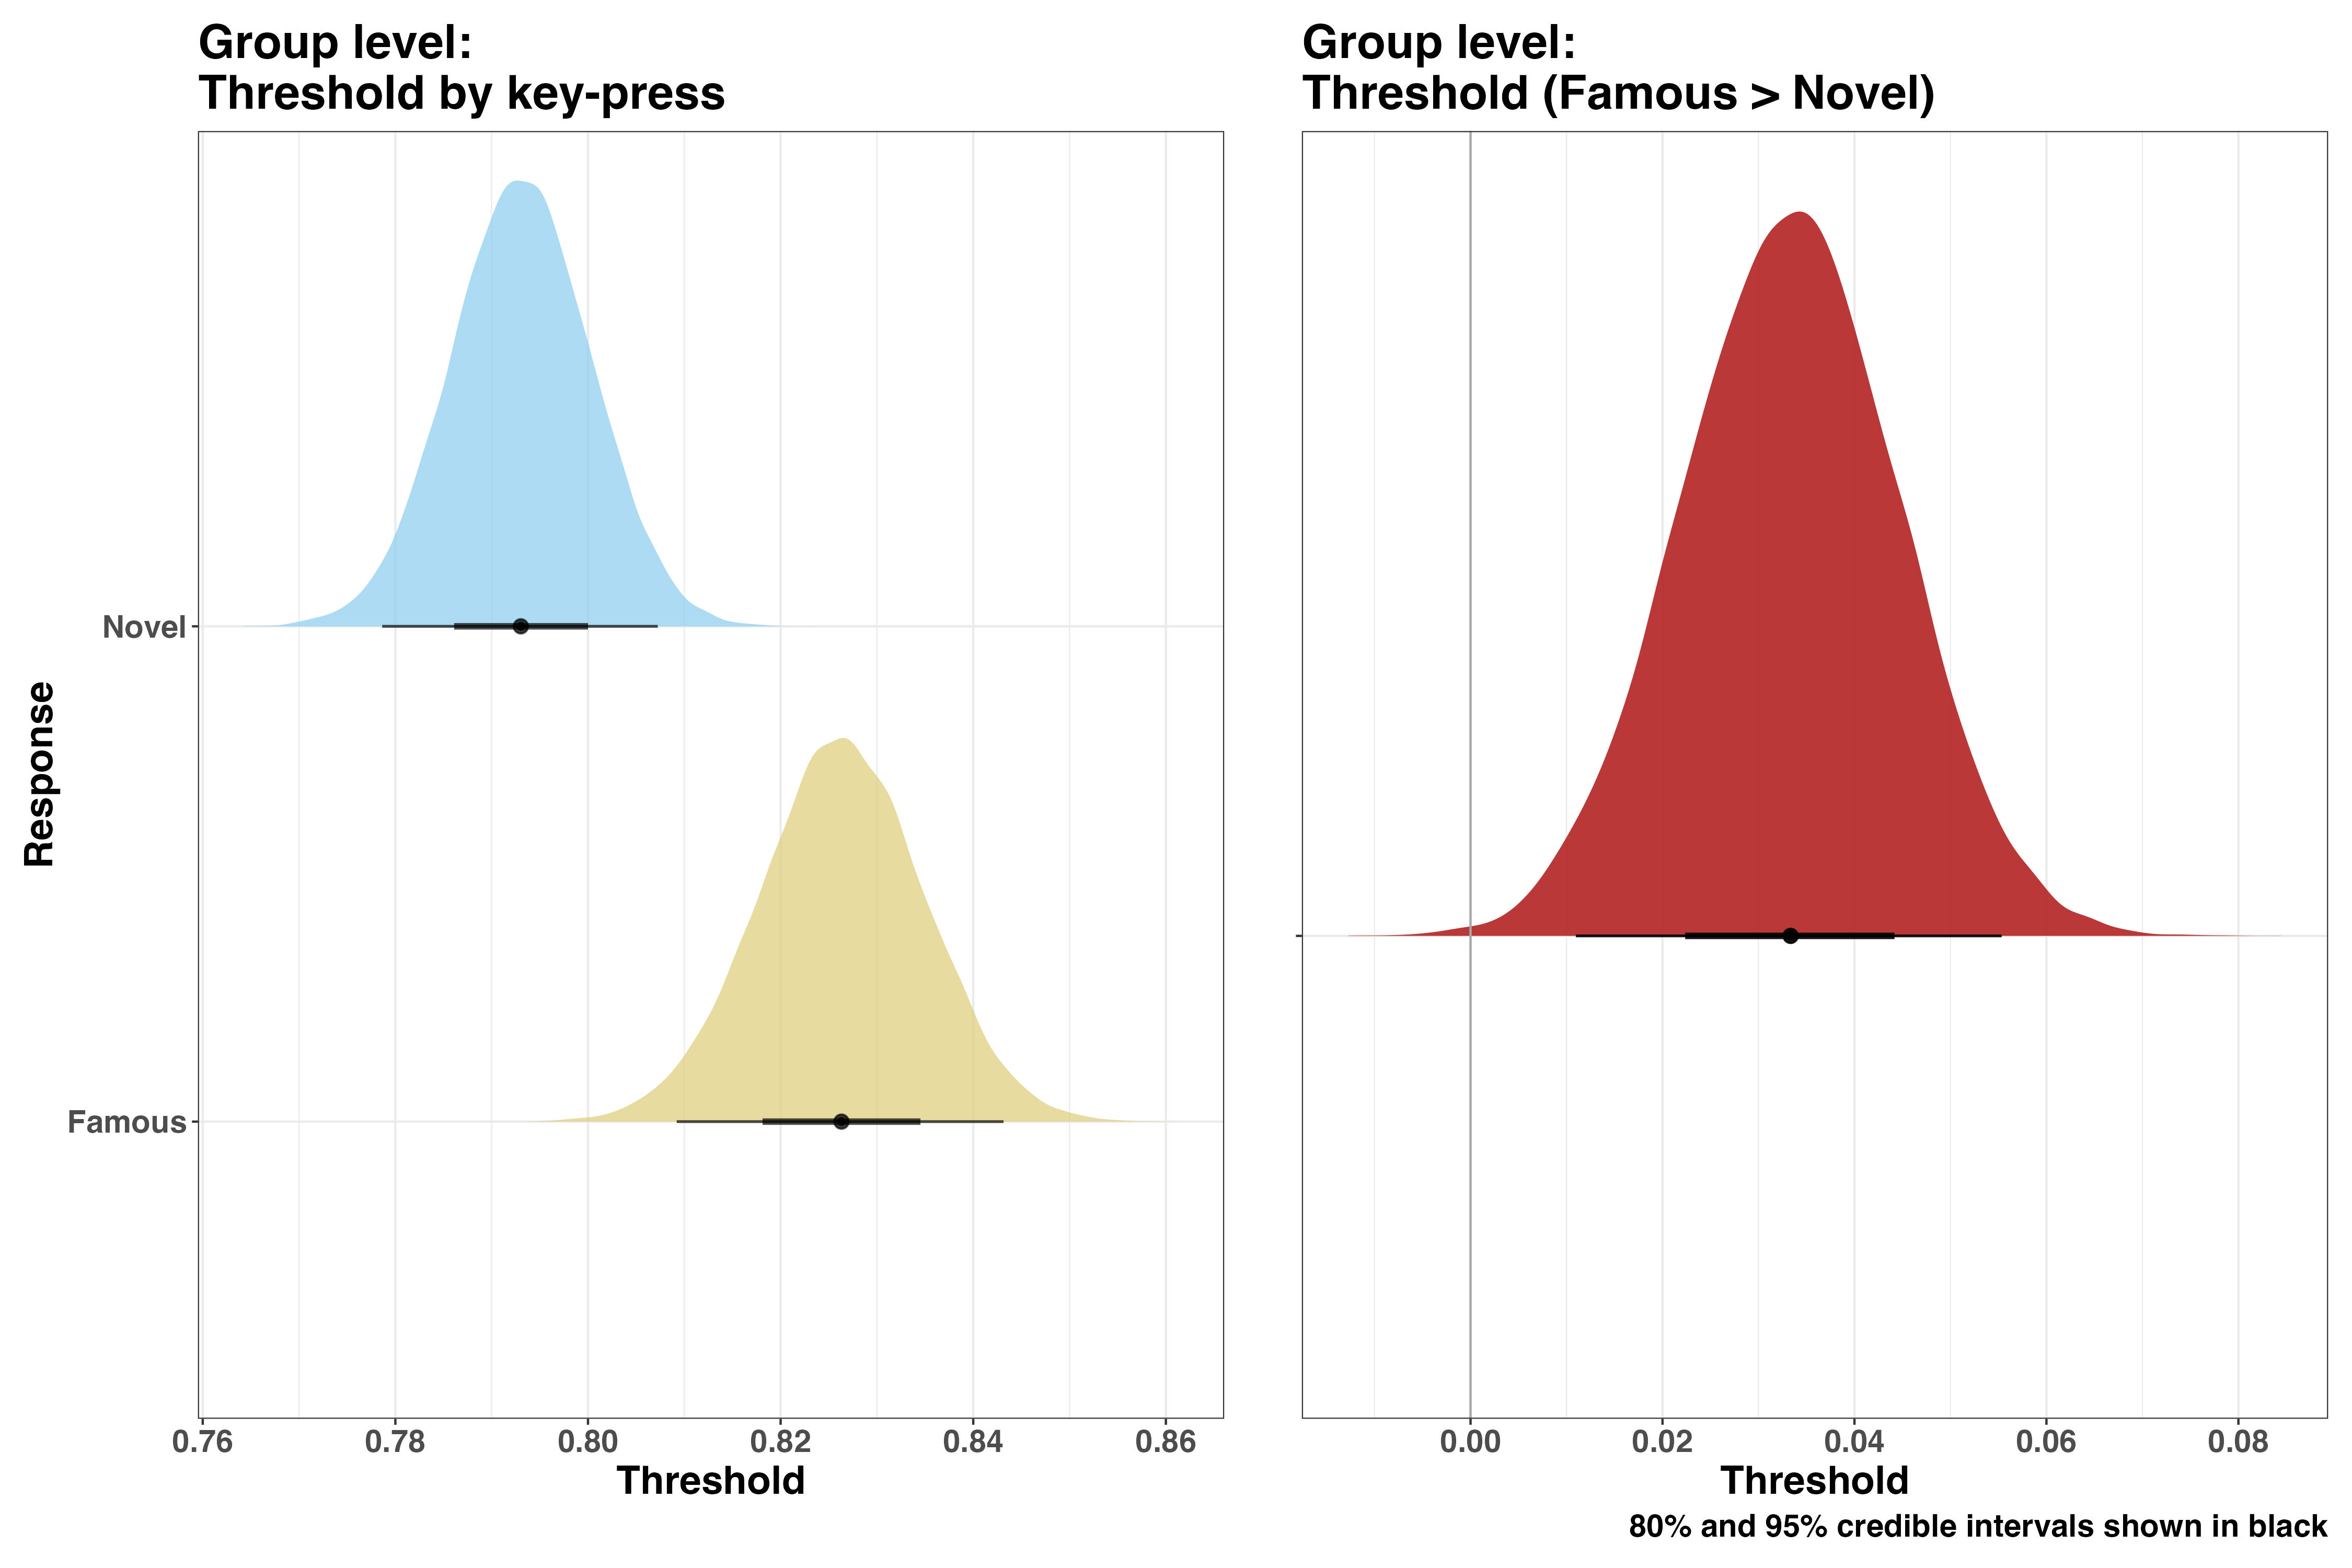 Group level:
Threshold by key-press
Response
Novel
Famous
0.76 0.78 0.80 0.82 0.84 0.86
Threshold
Group level:
Threshold (Famous > Novel)
0.00 0.02 0.04 0.06 0.08
Threshold
80% and 95% credible intervals shown in black